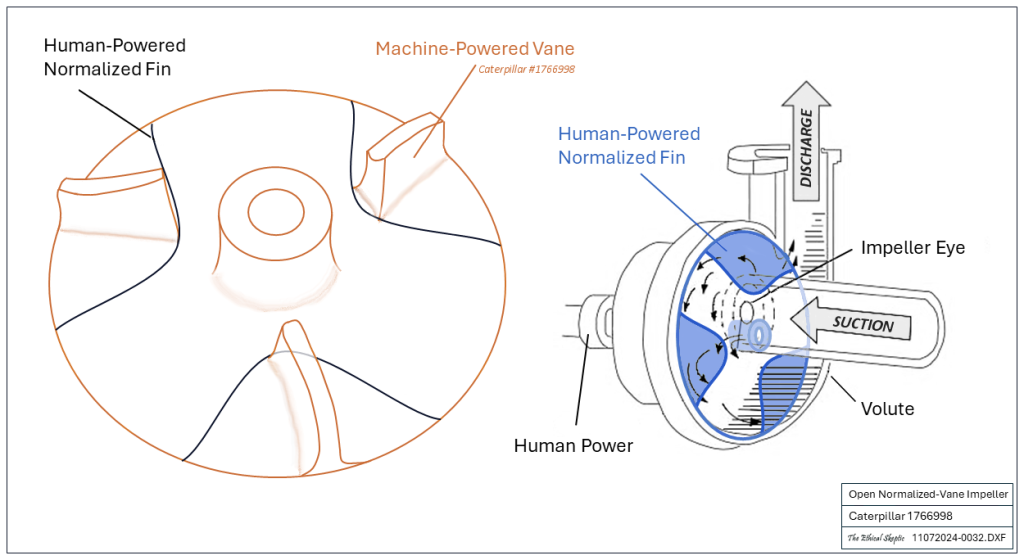 Human-Powered
Normalized Fin
Machine-Powered Vane
Caterpillar #1766998
Human-Powered
Normalized Fin
DISCHARGE
Impeller Eye
SUCTION
Volute
Human Power
Open Normalized-Vane Impeller
Caterpillar 1766998
The Ethical Skeptic 11072024-0032.DXF